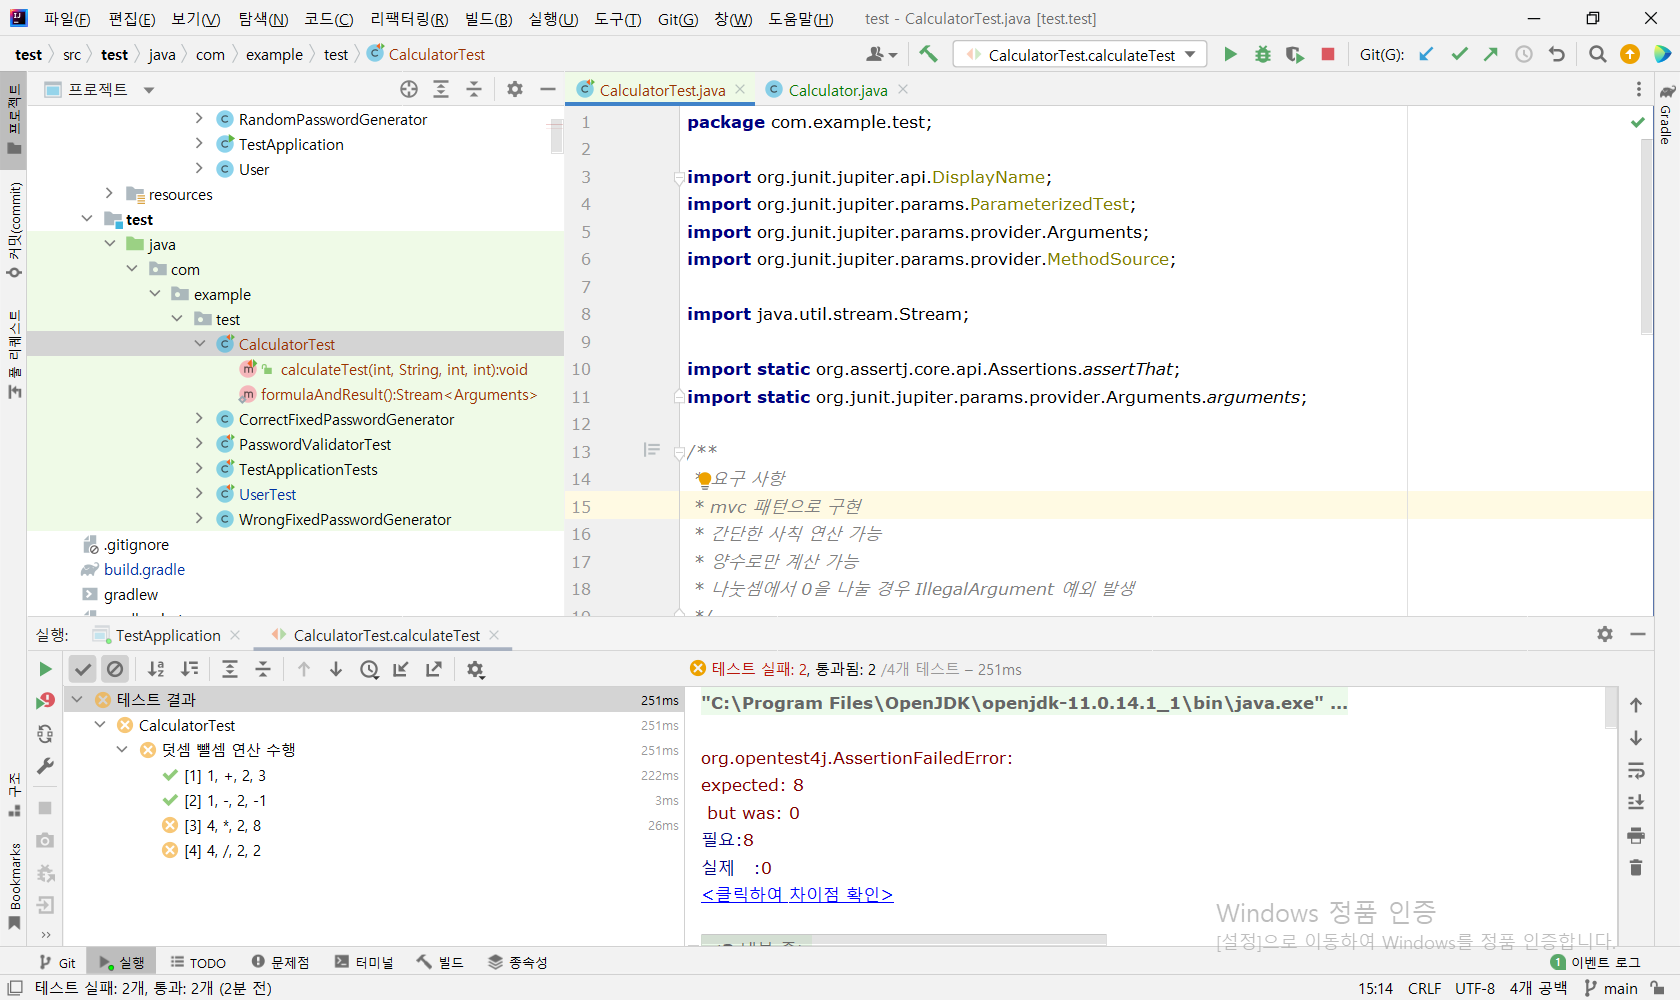 파일(F) 편집(E) 보기(V) 탐색(N) 코드(C) 리팩터링(R) 빌드(B) 실행(U) 도구(T) Git(G) 창(W) 도움말(H) test - CalculatorTest.java [test.test]
test src test java com example test CalculatorTest CalculatorTest.calculateTest Git(G):
프로젝트
CalculatorTest.java Calculator.java
프로젝트
커밋(commit)
풀 리퀘스트
구조
Bookmarks
Gradle
RandomPasswordGenerator
TestApplication
User
resources
test
java
com
example
test
CalculatorTest
calculateTest(int, String, int, int):void
formulaAndResult():Stream<Arguments>
CorrectFixedPasswordGenerator
PasswordValidatorTest
TestApplicationTests
UserTest
WrongFixedPasswordGenerator
.gitignore
build.gradle
gradlew
1 package com.example.test;
2
3 import org.junit.jupiter.api.DisplayName;
4 import org.junit.jupiter.params.ParameterizedTest;
5 import org.junit.jupiter.params.provider.Arguments;
6 import org.junit.jupiter.params.provider.MethodSource;
7
8 import java.util.stream.Stream;
9
10 import static org.assertj.core.api.Assertions.assertThat;
11 import static org.junit.jupiter.params.provider.Arguments.arguments;
12
13 /**
14 * 요구 사항
15 * mvc 패턴으로 구현
16 * 간단한 사칙 연산 가능
17 * 양수로만 계산 가능
18 * 나눗셈에서 0을 나눌 경우 IllegalArgument 예외 발생
19 */
실행: TestApplication CalculatorTest.calculateTest
테스트 실패: 2, 통과됨: 2 /4개 테스트 – 251ms
테스트 결과 251ms
CalculatorTest 251ms
덧셈 뺄셈 연산 수행 251ms
[1] 1, +, 2, 3 222ms
[2] 1, -, 2, -1 3ms
[3] 4, *, 2, 8 26ms
[4] 4, /, 2, 2
"C:\Program Files\OpenJDK\openjdk-11.0.14.1_1\bin\java.exe" ...
org.opentest4j.AssertionFailedError:
expected: 8
but was: 0
필요:8
실제 :0
<클릭하여 차이점 확인>
Windows 정품 인증
[설정]으로 이동하여 Windows를 정품 인증합니다.
Git 실행 TODO 문제점 터미널 빌드 종속성 1 이벤트 로그
테스트 실패: 2개, 통과: 2개 (2분 전) 15:14 CRLF UTF-8 4개 공백 main